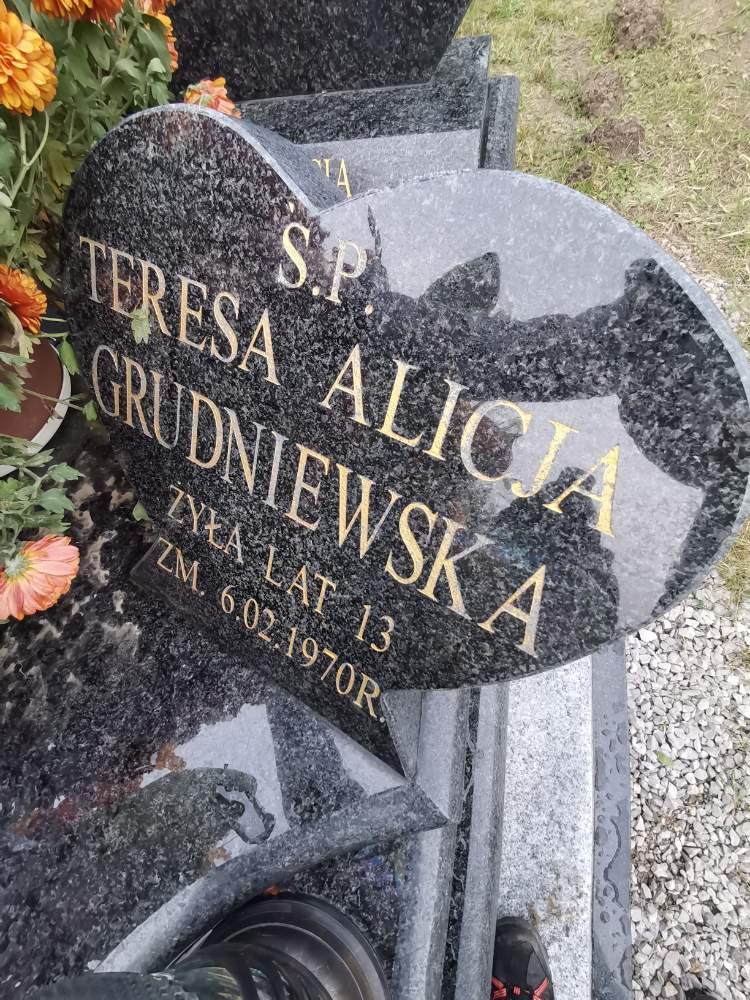 Ś.P.
TERESA ALICJA
GRUDNIEWSKA
ŻYŁA LAT 13
ZM. 6.02.1970R.